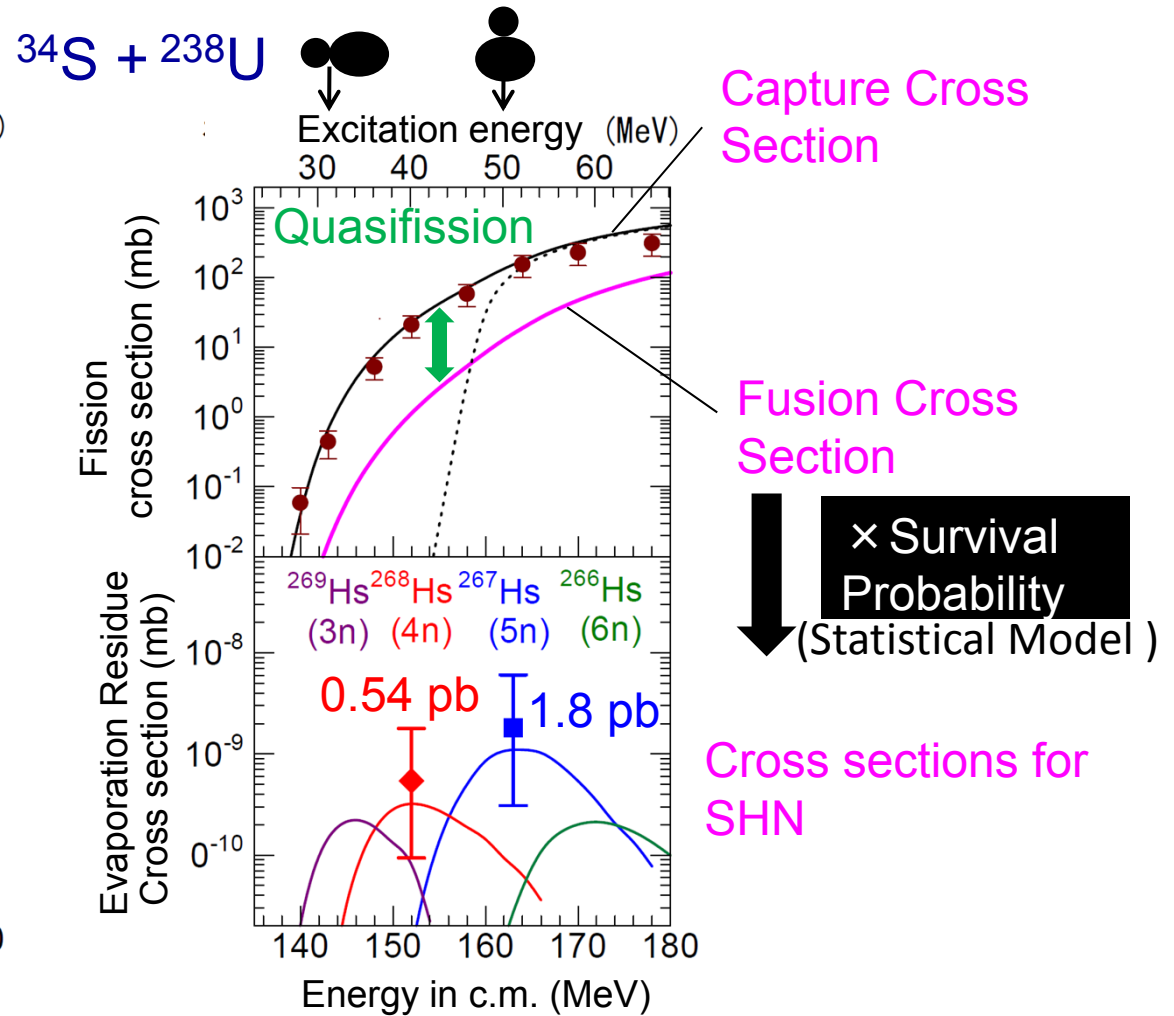 ³⁴S + ²³⁸U
Excitation energy (MeV)
30 40 50 60
Capture Cross
Section
Quasifission
10³
10²
10¹
10⁰
10⁻¹
10⁻²
Fission
cross section (mb)
Fusion Cross
Section
× Survival
Probability
(Statistical Model )
²⁶⁹Hs ²⁶⁸Hs ²⁶⁷Hs ²⁶⁶Hs
(3n) (4n) (5n) (6n)
10⁻⁸
10⁻⁹
0⁻¹⁰
Evaporation Residue
Cross section (mb)
0.54 pb
1.8 pb
Cross sections for
SHN
140 150 160 170 180
Energy in c.m. (MeV)